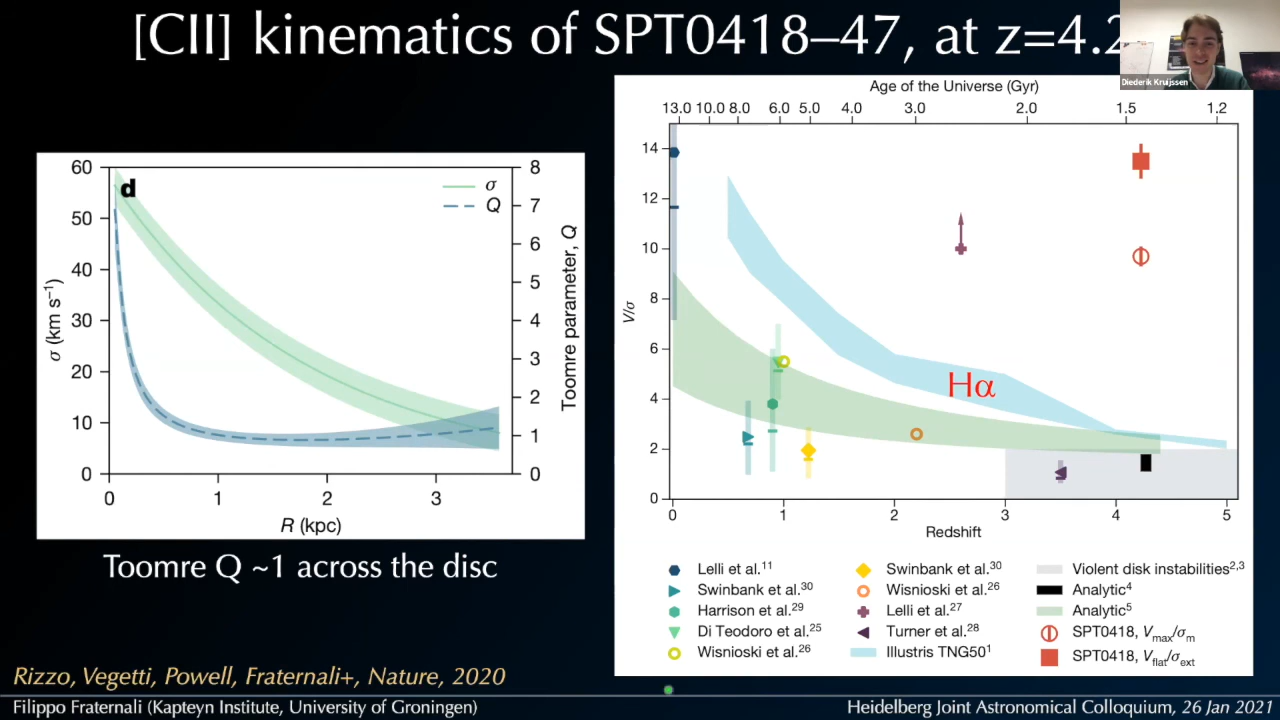 [CII] kinematics of SPT0418–47, at z=4.2
Diederik Kruijssen
d
σ
Q
60
50
40
30
20
10
0
σ (km s⁻¹)
8
7
6
5
4
3
2
1
0
Toomre parameter, Q
0 1 2 3
R (kpc)
Toomre Q ~1 across the disc
Age of the Universe (Gyr)
13.0 10.0 8.0 6.0 5.0 4.0 3.0 2.0 1.5 1.2
14
12
10
8
6
4
2
0
V/σ
Hα
0 1 2 3 4 5
Redshift
Lelli et al.¹¹
Swinbank et al.³⁰
Harrison et al.²⁹
Di Teodoro et al.²⁵
Wisnioski et al.²⁶
Swinbank et al.³⁰
Wisnioski et al.²⁶
Lelli et al.²⁷
Turner et al.²⁸
Illustris TNG50¹
Violent disk instabilities²,³
Analytic⁴
Analytic⁵
SPT0418, Vmax/σm
SPT0418, Vflat/σext
Rizzo, Vegetti, Powell, Fraternali+, Nature, 2020
Filippo Fraternali (Kapteyn Institute, University of Groningen)
Heidelberg Joint Astronomical Colloquium, 26 Jan 2021